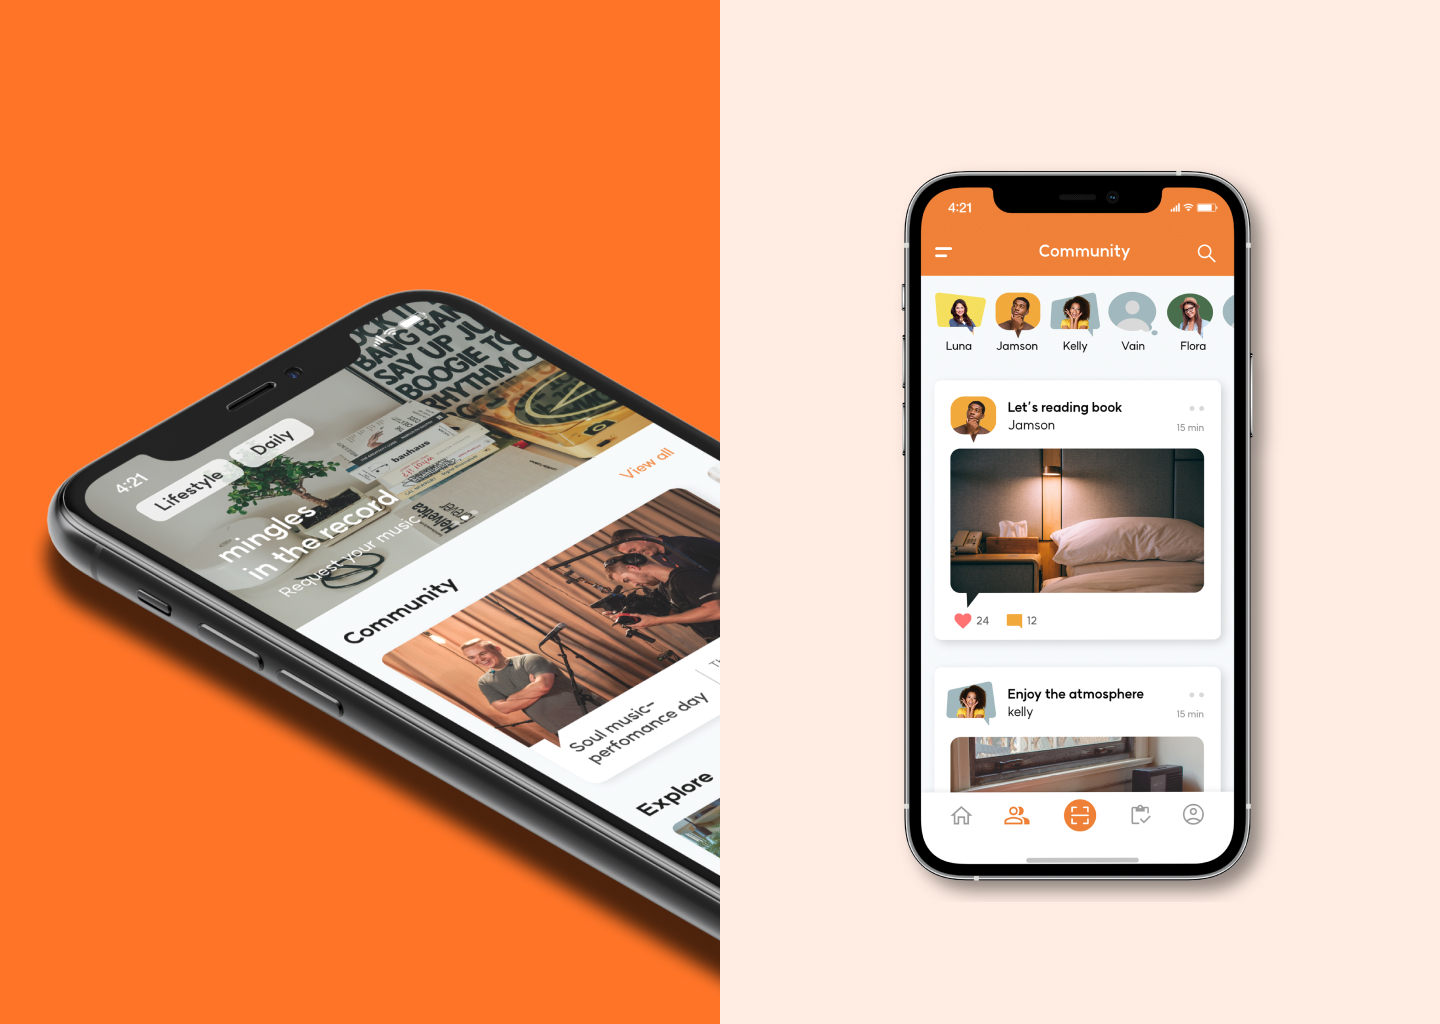 4:21
Lifestyle
Daily
mingles
in the record
Request your music
BANG BANG
SAY UP JU
BOOGIE TO
RHYTHM O
bauhaus
Helvetica
View all
Community
Soul music-
perfomance day
Explore
4:21
Community
Luna
Jamson
Kelly
Vain
Flora
Let's reading book
Jamson
15 min
24
12
Enjoy the atmosphere
kelly
15 min